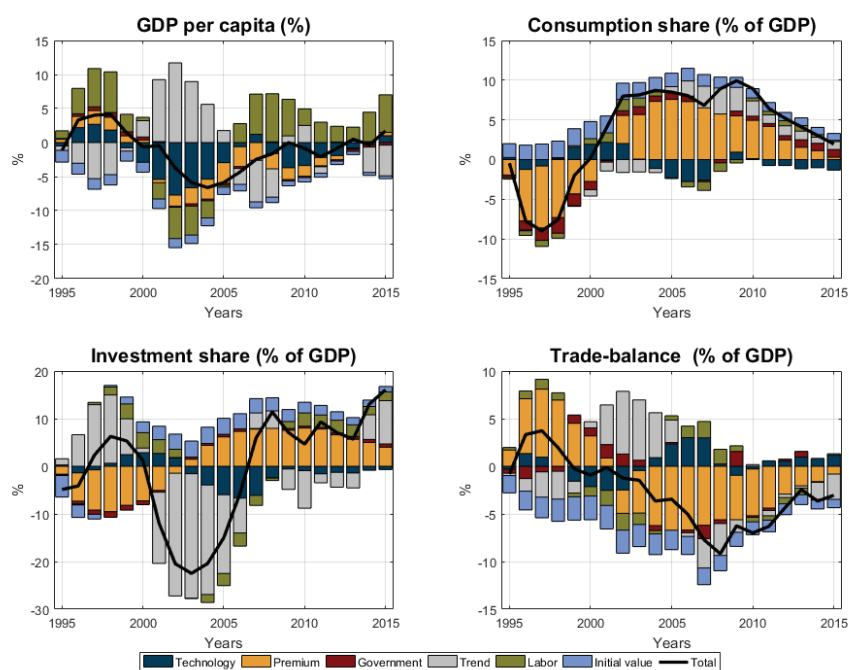 GDP per capita (%)
15
10
5
0
-5
-10
-15
-20
%
1995 2000 2005 2010 2015
Years
Consumption share (% of GDP)
15
10
5
0
-5
-10
-15
%
1995 2000 2005 2010 2015
Years
Investment share (% of GDP)
20
10
0
-10
-20
-30
%
1995 2000 2005 2010 2015
Years
Trade-balance (% of GDP)
15
10
5
0
-5
-10
-15
%
1995 2000 2005 2010 2015
Years
Technology Premium Government Trend Labor Initial value Total